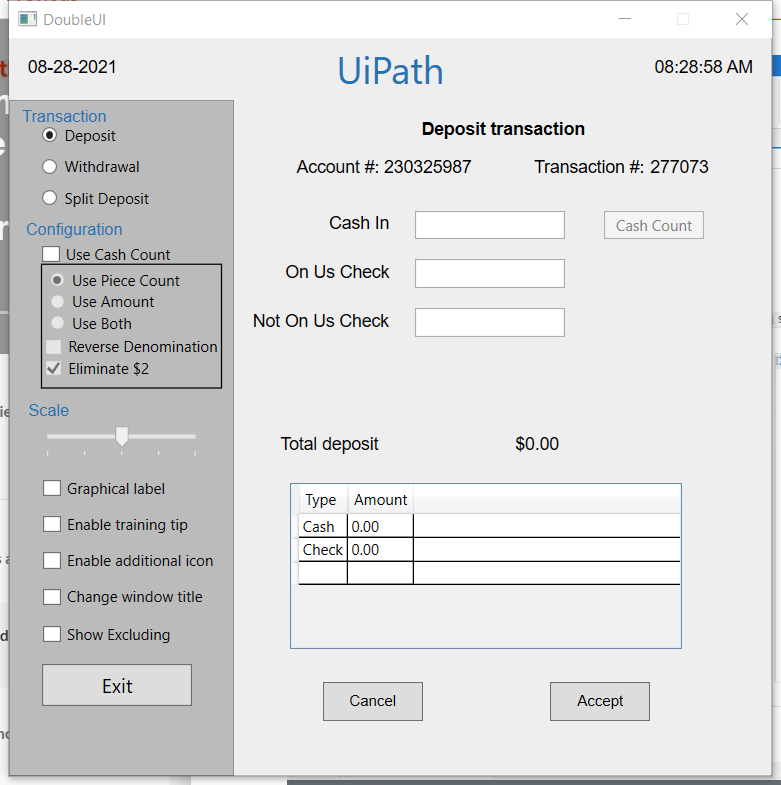 DoubleUI
08-28-2021
UiPath
08:28:58 AM
Transaction
Deposit
Withdrawal
Split Deposit
Configuration
Use Cash Count
Use Piece Count
Use Amount
Use Both
Reverse Denomination
Eliminate $2
Scale
Graphical label
Enable training tip
Enable additional icon
Change window title
Show Excluding
Exit
Deposit transaction
Account #: 230325987 Transaction #: 277073
Cash In
Cash Count
On Us Check
Not On Us Check
Total deposit $0.00
Type Amount
Cash 0.00
Check 0.00
Cancel Accept